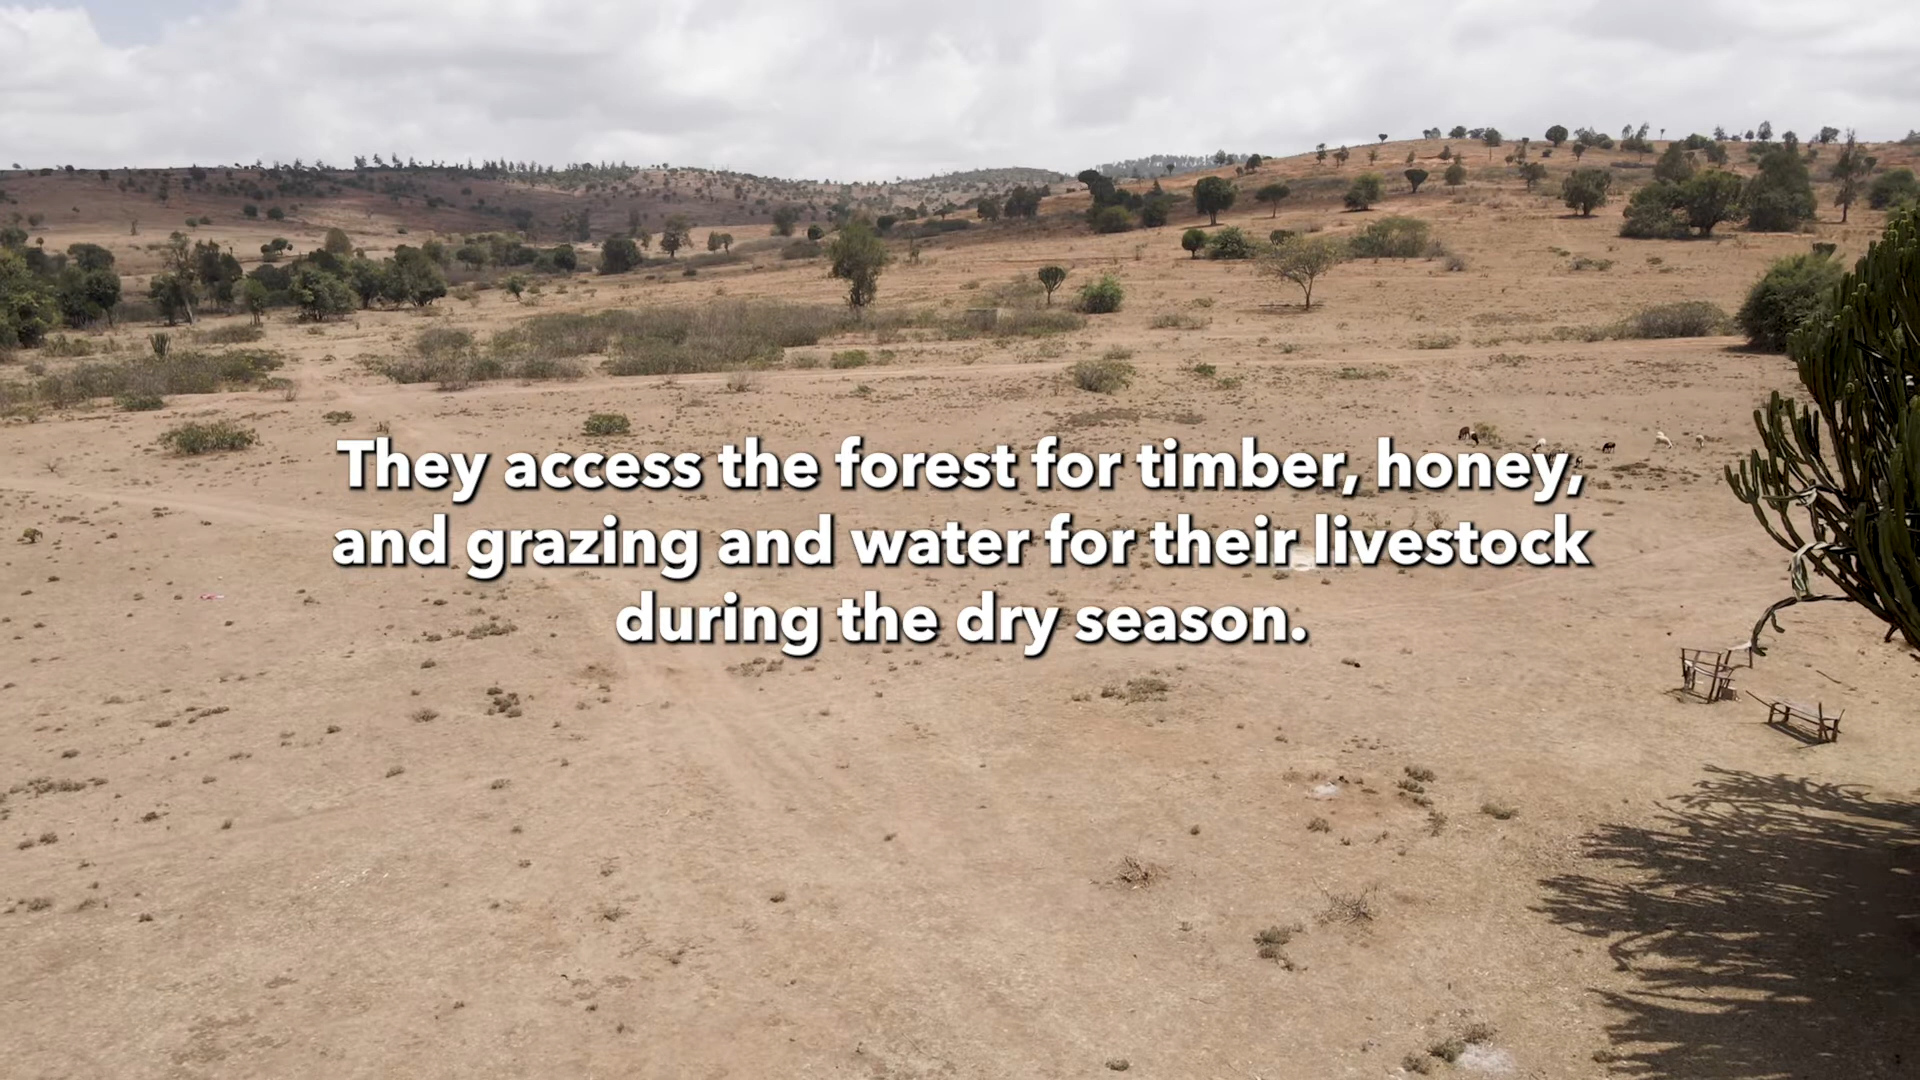 They access the forest for timber, honey,
and grazing and water for their livestock
during the dry season.